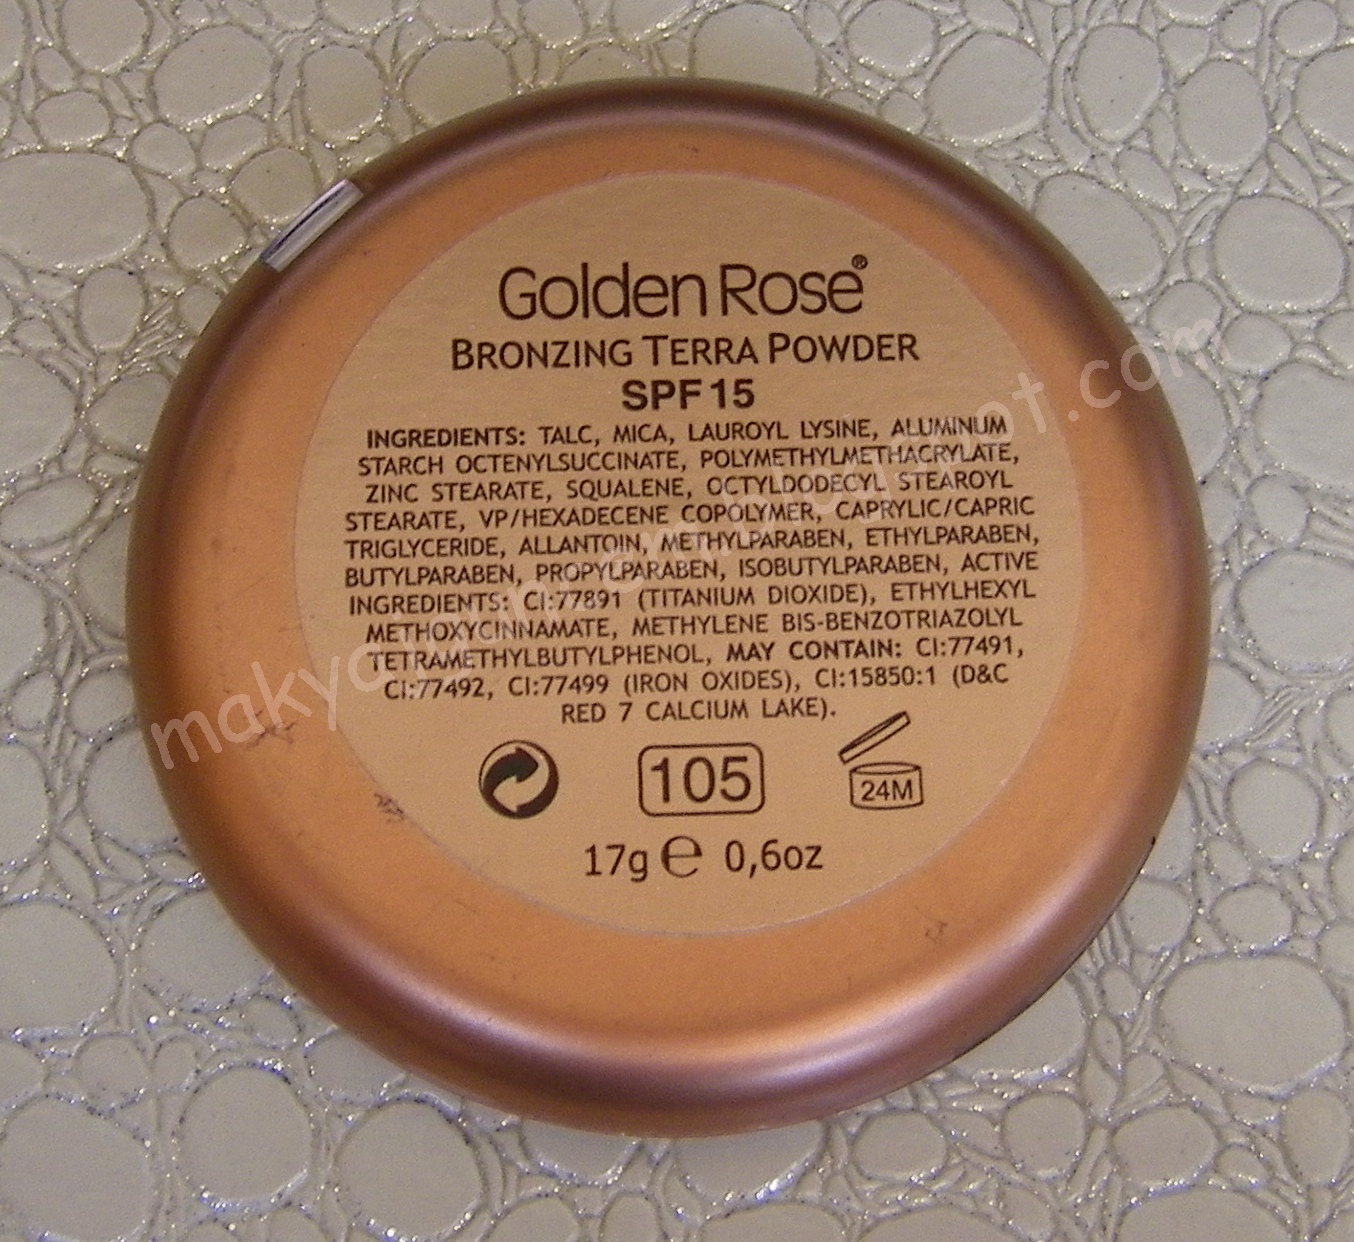 Golden Rose®
BRONZING TERRA POWDER
SPF 15
INGREDIENTS: TALC, MICA, LAUROYL LYSINE, ALUMINUM
STARCH OCTENYLSUCCINATE, POLYMETHYLMETHACRYLATE,
ZINC STEARATE, SQUALENE, OCTYLDODECYL STEAROYL
STEARATE, VP/HEXADECENE COPOLYMER, CAPRYLIC/CAPRIC
TRIGLYCERIDE, ALLANTOIN, METHYLPARABEN, ETHYLPARABEN,
BUTYLPARABEN, PROPYLPARABEN, ISOBUTYLPARABEN, ACTIVE
INGREDIENTS: CI:77891 (TITANIUM DIOXIDE), ETHYLHEXYL
METHOXYCINNAMATE, METHYLENE BIS-BENZOTRIAZOLYL
TETRAMETHYLBUTYLPHENOL, MAY CONTAIN: CI:77491,
CI:77492, CI:77499 (IRON OXIDES), CI:15850:1 (D&C
RED 7 CALCIUM LAKE).
105
24M
17g ℮ 0,6oz